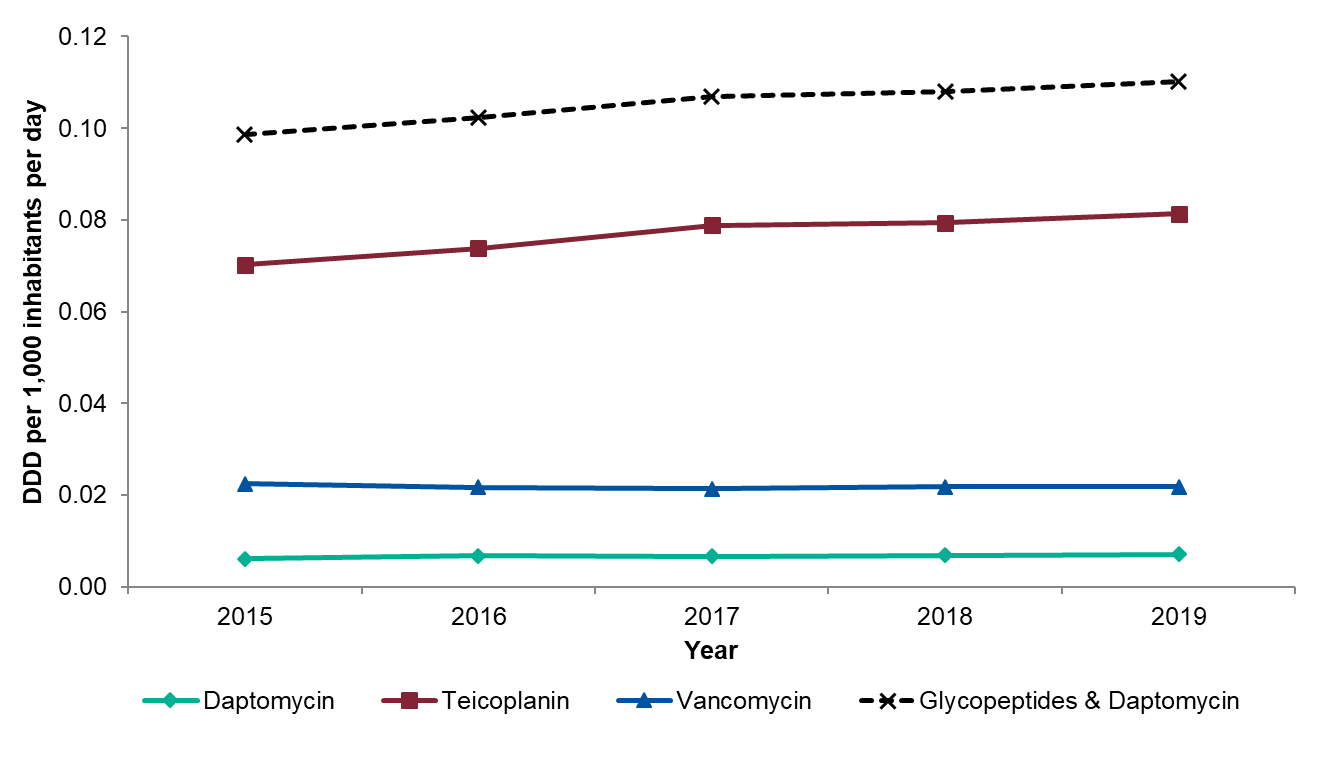 DDD per 1,000 inhabitants per day
0.12
0.10
0.08
0.06
0.04
0.02
0.00
2015 2016 2017 2018 2019
Year
Daptomycin Teicoplanin Vancomycin Glycopeptides & Daptomycin